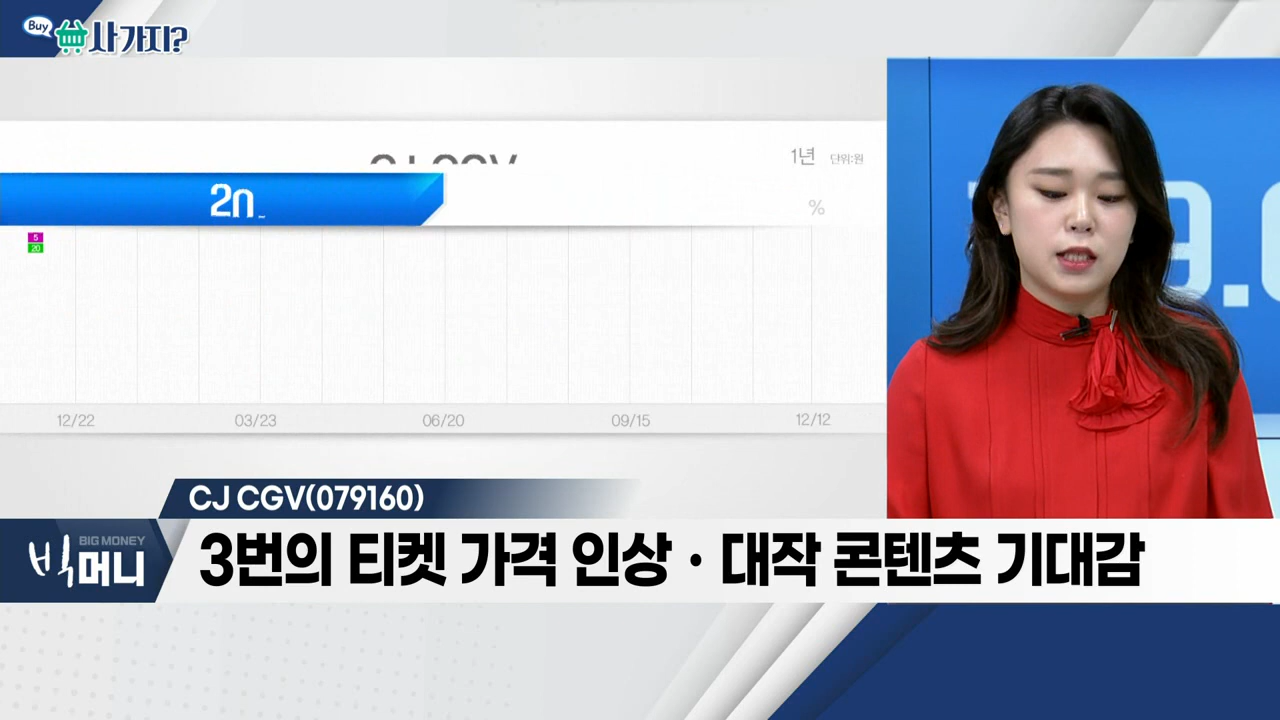 Buy
사가지?
1년 단위:원
%
5
20
12/22 03/23 06/20 09/15 12/12
CJ CGV(079160)
BIG MONEY
빅머니
3번의 티켓 가격 인상·대작 콘텐츠 기대감